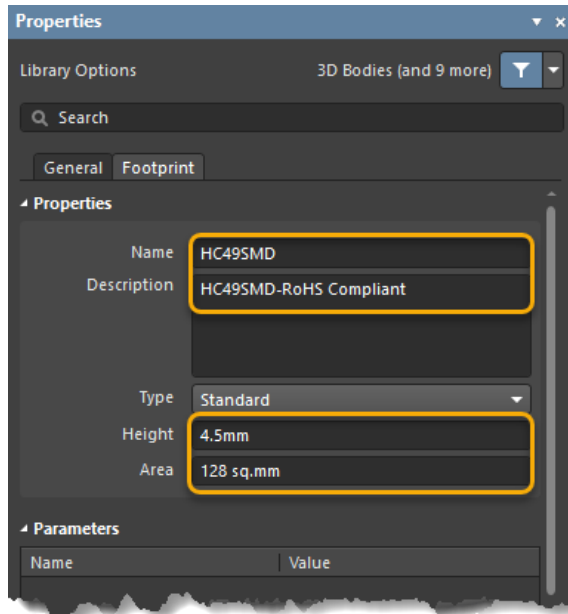 Properties
Library Options 3D Bodies (and 9 more)
Search
General Footprint
Properties
Name HC49SMD
Description HC49SMD-RoHS Compliant
Type Standard
Height 4.5mm
Area 128 sq.mm
Parameters
Name Value